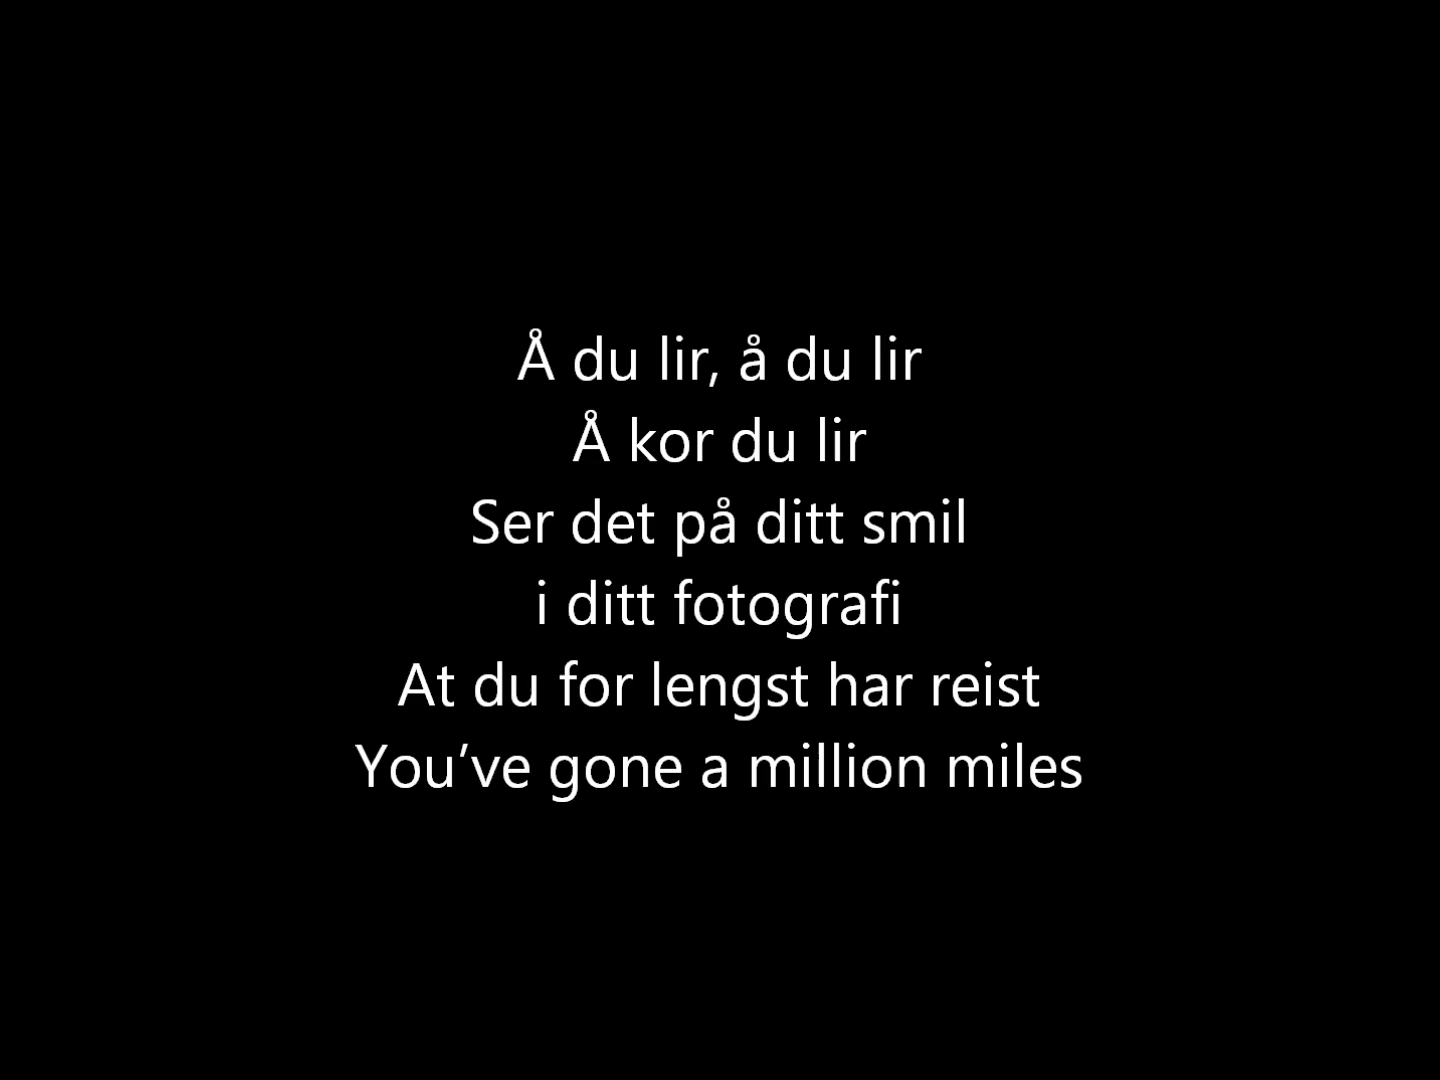 Å du lir, å du lir
Å kor du lir
Ser det på ditt smil
i ditt fotografi
At du for lengst har reist
You’ve gone a million miles